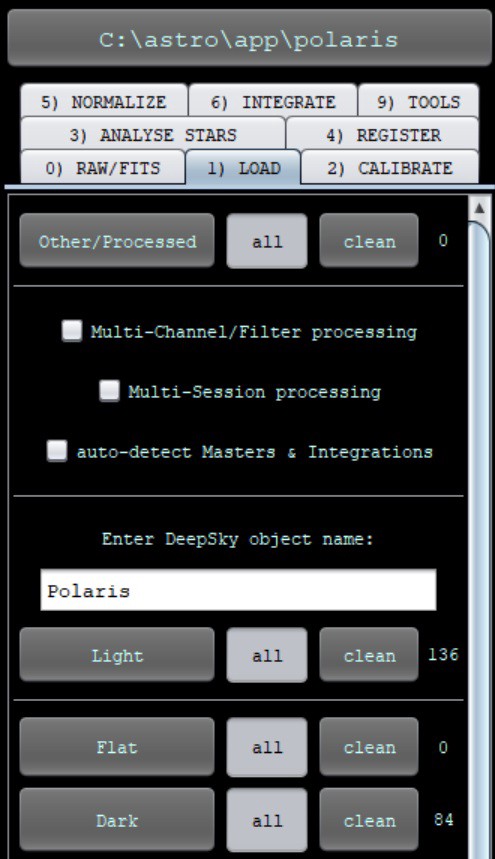 C:\astro\app\polaris
5) NORMALIZE 6) INTEGRATE 9) TOOLS
3) ANALYSE STARS 4) REGISTER
0) RAW/FITS 1) LOAD 2) CALIBRATE
Other/Processed all clean 0
Multi-Channel/Filter processing
Multi-Session processing
auto-detect Masters & Integrations
Enter DeepSky object name:
Polaris
Light all clean 136
Flat all clean 0
Dark all clean 84